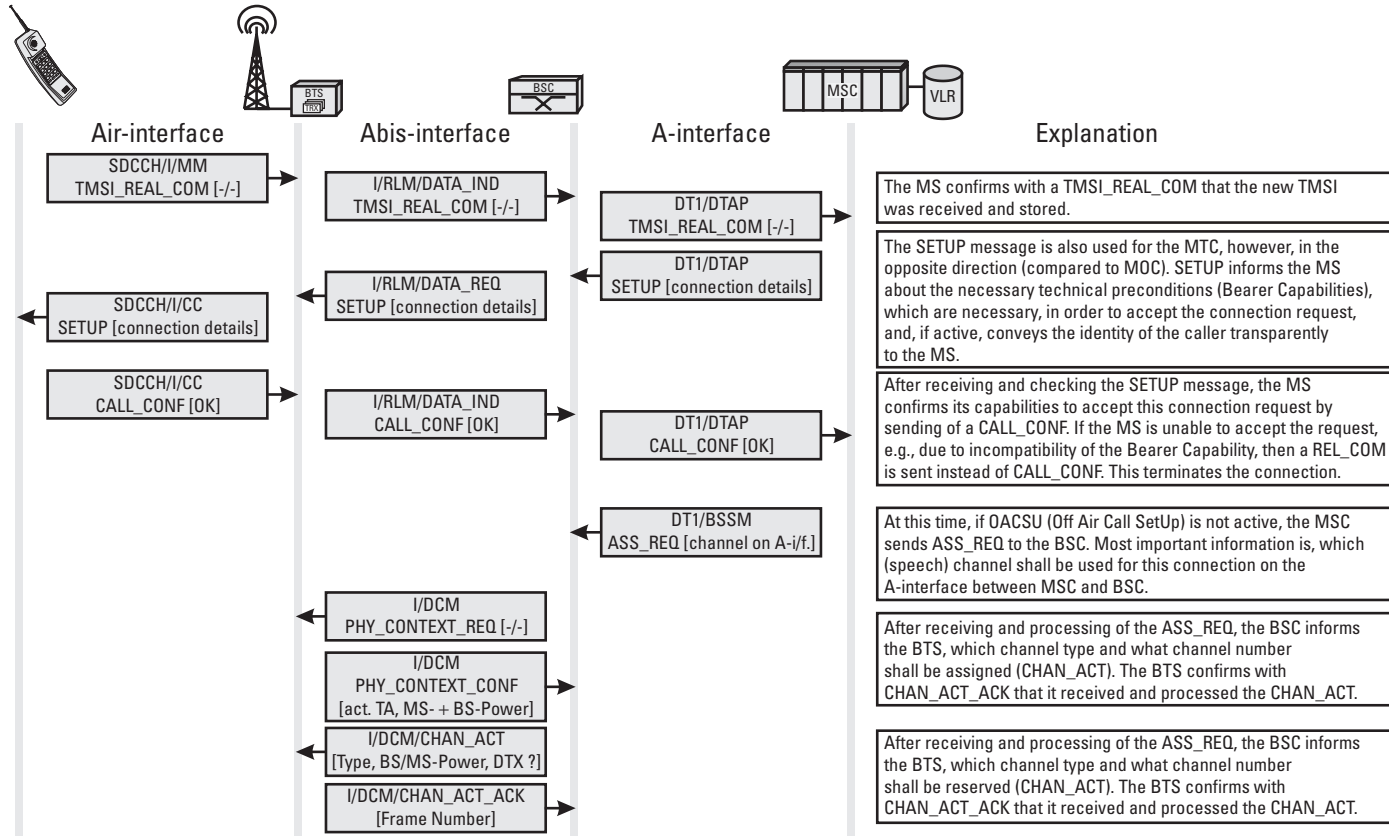 BTS
TRX
BSC
MSC
VLR
Air-interface
Abis-interface
A-interface
Explanation
SDCCH/I/MM
TMSI_REAL_COM [-/-]
I/RLM/DATA_IND
TMSI_REAL_COM [-/-]
DT1/DTAP
TMSI_REAL_COM [-/-]
The MS confirms with a TMSI_REAL_COM that the new TMSI
was received and stored.
DT1/DTAP
SETUP [connection details]
I/RLM/DATA_REQ
SETUP [connection details]
SDCCH/I/CC
SETUP [connection details]
The SETUP message is also used for the MTC, however, in the
opposite direction (compared to MOC). SETUP informs the MS
about the necessary technical preconditions (Bearer Capabilities),
which are necessary, in order to accept the connection request,
and, if active, conveys the identity of the caller transparently
to the MS.
SDCCH/I/CC
CALL_CONF [OK]
I/RLM/DATA_IND
CALL_CONF [OK]
DT1/DTAP
CALL_CONF [OK]
After receiving and checking the SETUP message, the MS
confirms its capabilities to accept this connection request by
sending of a CALL_CONF. If the MS is unable to accept the request,
e.g., due to incompatibility of the Bearer Capability, then a REL_COM
is sent instead of CALL_CONF. This terminates the connection.
DT1/BSSM
ASS_REQ [channel on A-i/f.]
At this time, if OACSU (Off Air Call SetUp) is not active, the MSC
sends ASS_REQ to the BSC. Most important information is, which
(speech) channel shall be used for this connection on the
A-interface between MSC and BSC.
I/DCM
PHY_CONTEXT_REQ [-/-]
I/DCM
PHY_CONTEXT_CONF
[act. TA, MS- + BS-Power]
After receiving and processing of the ASS_REQ, the BSC informs
the BTS, which channel type and what channel number
shall be assigned (CHAN_ACT). The BTS confirms with
CHAN_ACT_ACK that it received and processed the CHAN_ACT.
I/DCM/CHAN_ACT
[Type, BS/MS-Power, DTX ?]
I/DCM/CHAN_ACT_ACK
[Frame Number]
After receiving and processing of the ASS_REQ, the BSC informs
the BTS, which channel type and what channel number
shall be reserved (CHAN_ACT). The BTS confirms with
CHAN_ACT_ACK that it received and processed the CHAN_ACT.